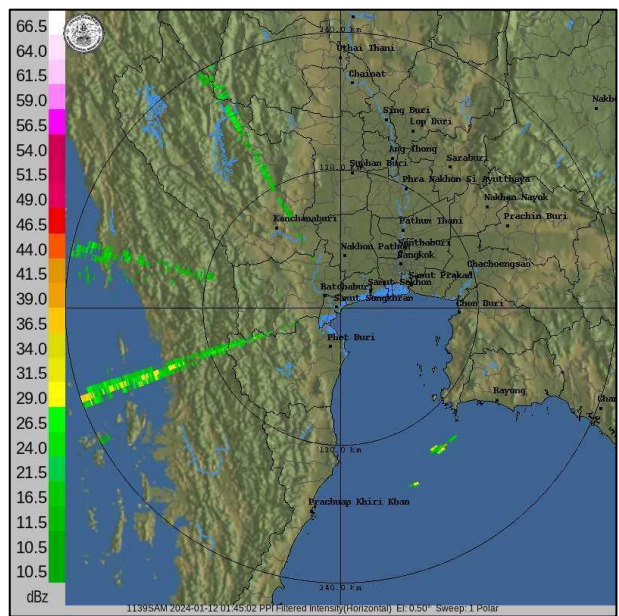 66.5
64.0
61.5
59.0
56.5
54.0
51.5
49.0
46.5
44.0
41.5
39.0
36.5
34.0
31.5
29.0
26.5
24.0
21.5
16.5
11.5
10.5
10.5
dBz
240.0 km
Uthai Thani
Chainat
Sing Buri
Lop Buri
Ang Thong
Saraburi
Suphan Buri
120.0 km
Phra Nakhon Si Ayutthaya
Nakhon Nayok
Prachin Buri
Kanchanaburi
Pathum Thani
Nonthaburi
Nakhon Pathom
Bangkok
Chachoengsao
Samut Prakan
Ratchaburi
Samut Sakhon
Samut Songkhram
Chon Buri
Phet Buri
Rayong
120.0 km
Prachuap Khiri Khan
240.0 km
1139SAM 2024-01-12 01:45:02 PPI Filtered Intensity(Horizontal) El: 0.50° Sweep: 1 Polar